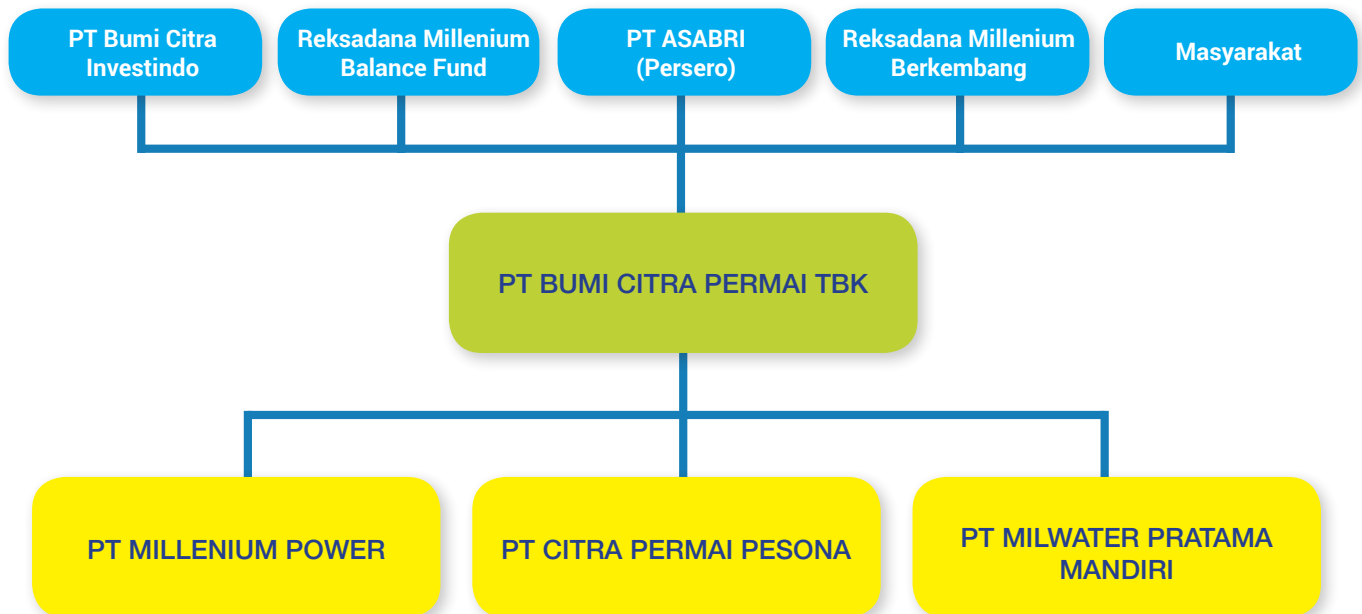 PT Bumi Citra
Investindo
Reksadana Millenium
Balance Fund
PT ASABRI
(Persero)
Reksadana Millenium
Berkembang
Masyarakat
PT BUMI CITRA PERMAI TBK
PT MILLENIUM POWER
PT CITRA PERMAI PESONA
PT MILWATER PRATAMA
MANDIRI